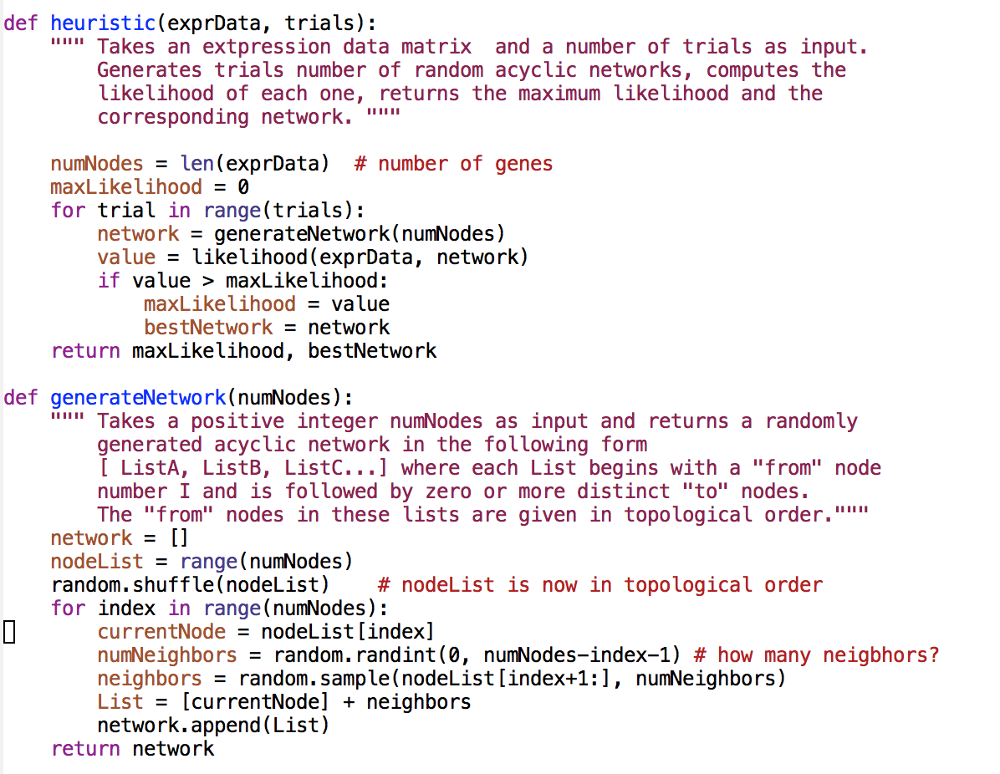 def heuristic(exprData, trials):
    """ Takes an extpression data matrix  and a number of trials as input.
        Generates trials number of random acyclic networks, computes the
        likelihood of each one, returns the maximum likelihood and the
        corresponding network. """

    numNodes = len(exprData)  # number of genes
    maxLikelihood = 0
    for trial in range(trials):
        network = generateNetwork(numNodes)
        value = likelihood(exprData, network)
        if value > maxLikelihood:
            maxLikelihood = value
            bestNetwork = network
    return maxLikelihood, bestNetwork

def generateNetwork(numNodes):
    """ Takes a positive integer numNodes as input and returns a randomly
        generated acyclic network in the following form
        [ ListA, ListB, ListC...] where each List begins with a "from" node
        number I and is followed by zero or more distinct "to" nodes.
        The "from" nodes in these lists are given in topological order."""
    network = []
    nodeList = range(numNodes)
    random.shuffle(nodeList)    # nodeList is now in topological order
    for index in range(numNodes):
        currentNode = nodeList[index]
        numNeighbors = random.randint(0, numNodes-index-1) # how many neigbhors?
        neighbors = random.sample(nodeList[index+1:], numNeighbors)
        List = [currentNode] + neighbors
        network.append(List)
    return network